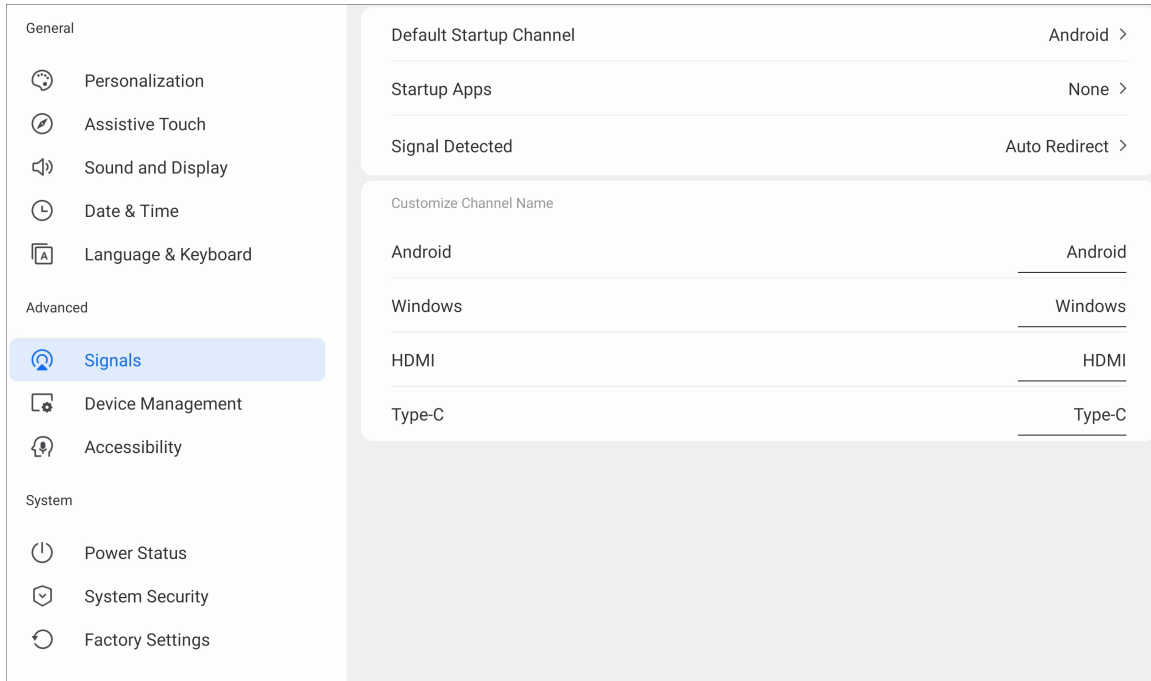 General
Personalization
Assistive Touch
Sound and Display
Date & Time
Language & Keyboard
Advanced
Signals
Device Management
Accessibility
System
Power Status
System Security
Factory Settings
Default Startup Channel Android
Startup Apps None
Signal Detected Auto Redirect
Customize Channel Name
Android Android
Windows Windows
HDMI HDMI
Type-C Type-C